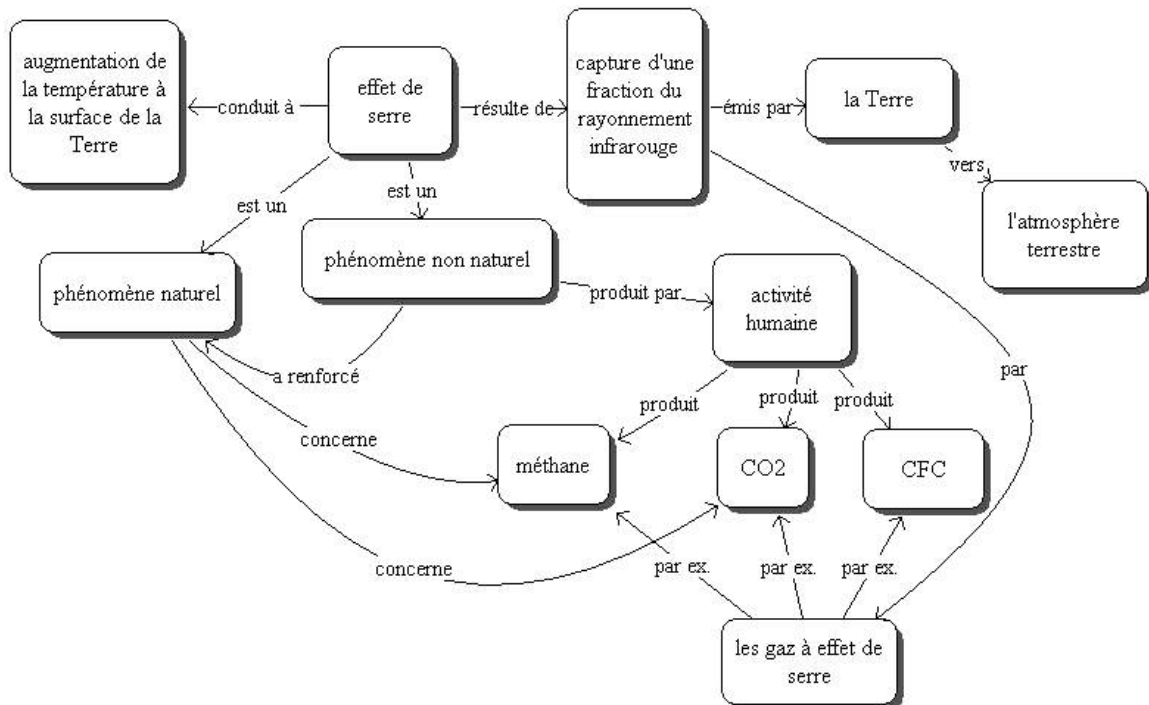 augmentation de
la température à
la surface de la
Terre
conduit à
effet de
serre
résulte de
capture d'une
fraction du
rayonnement
infrarouge
émis par
la Terre
vers
l'atmosphère
terrestre
est un
est un
phénomène naturel
phénomène non naturel
produit par
activité
humaine
a renforcé
par
produit
produit
produit
concerne
méthane
CO2
CFC
concerne
par ex.
par ex.
par ex.
les gaz à effet de
serre